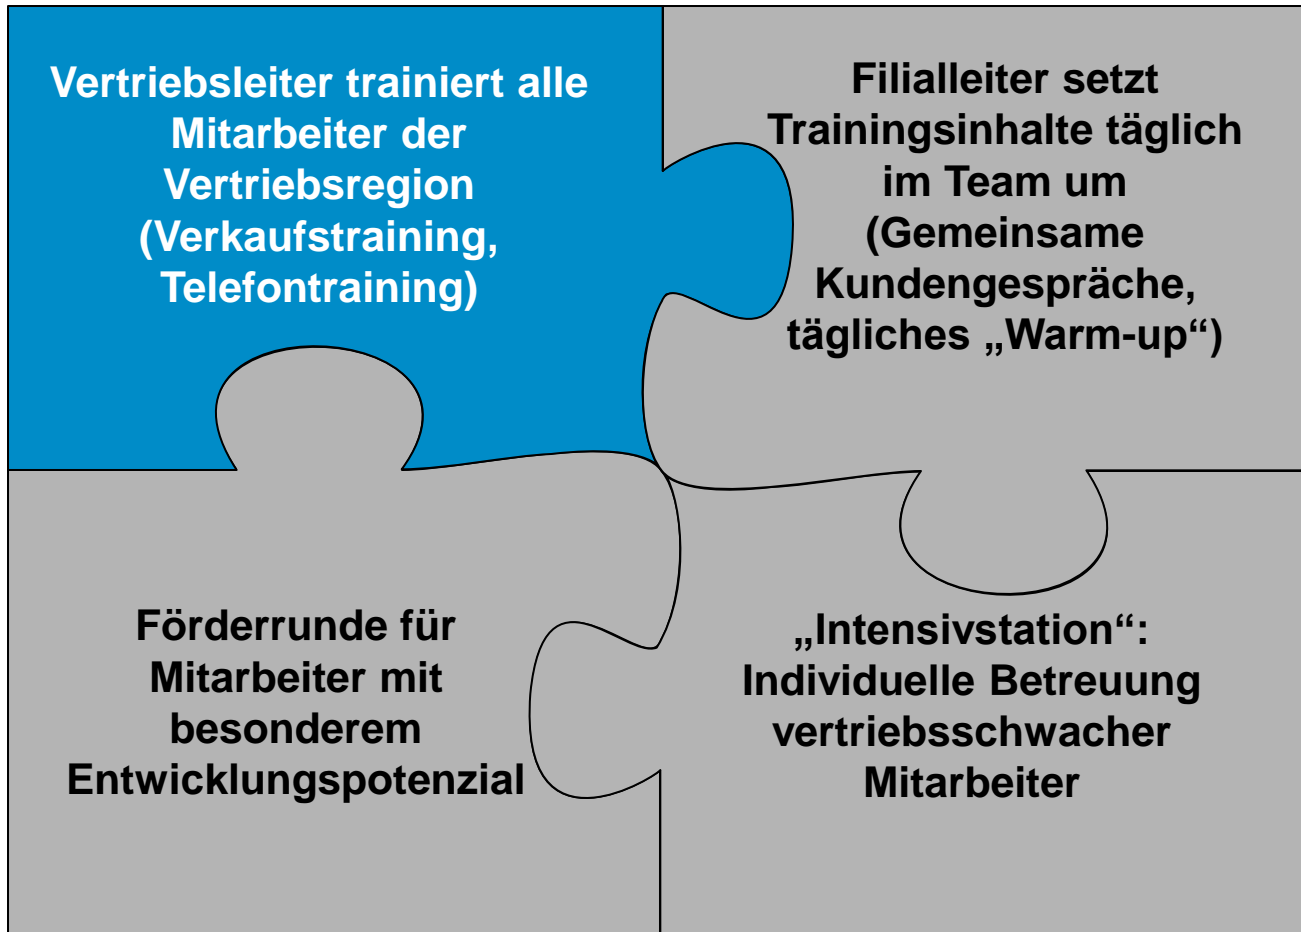 Vertriebsleiter trainiert alle
Mitarbeiter der
Vertriebsregion
(Verkaufstraining,
Telefontraining)
Filialleiter setzt
Trainingsinhalte täglich
im Team um
(Gemeinsame
Kundengespräche,
tägliches „Warm-up“)
Förderrunde für
Mitarbeiter mit
besonderem
Entwicklungspotenzial
„Intensivstation“:
Individuelle Betreuung
vertriebsschwacher
Mitarbeiter